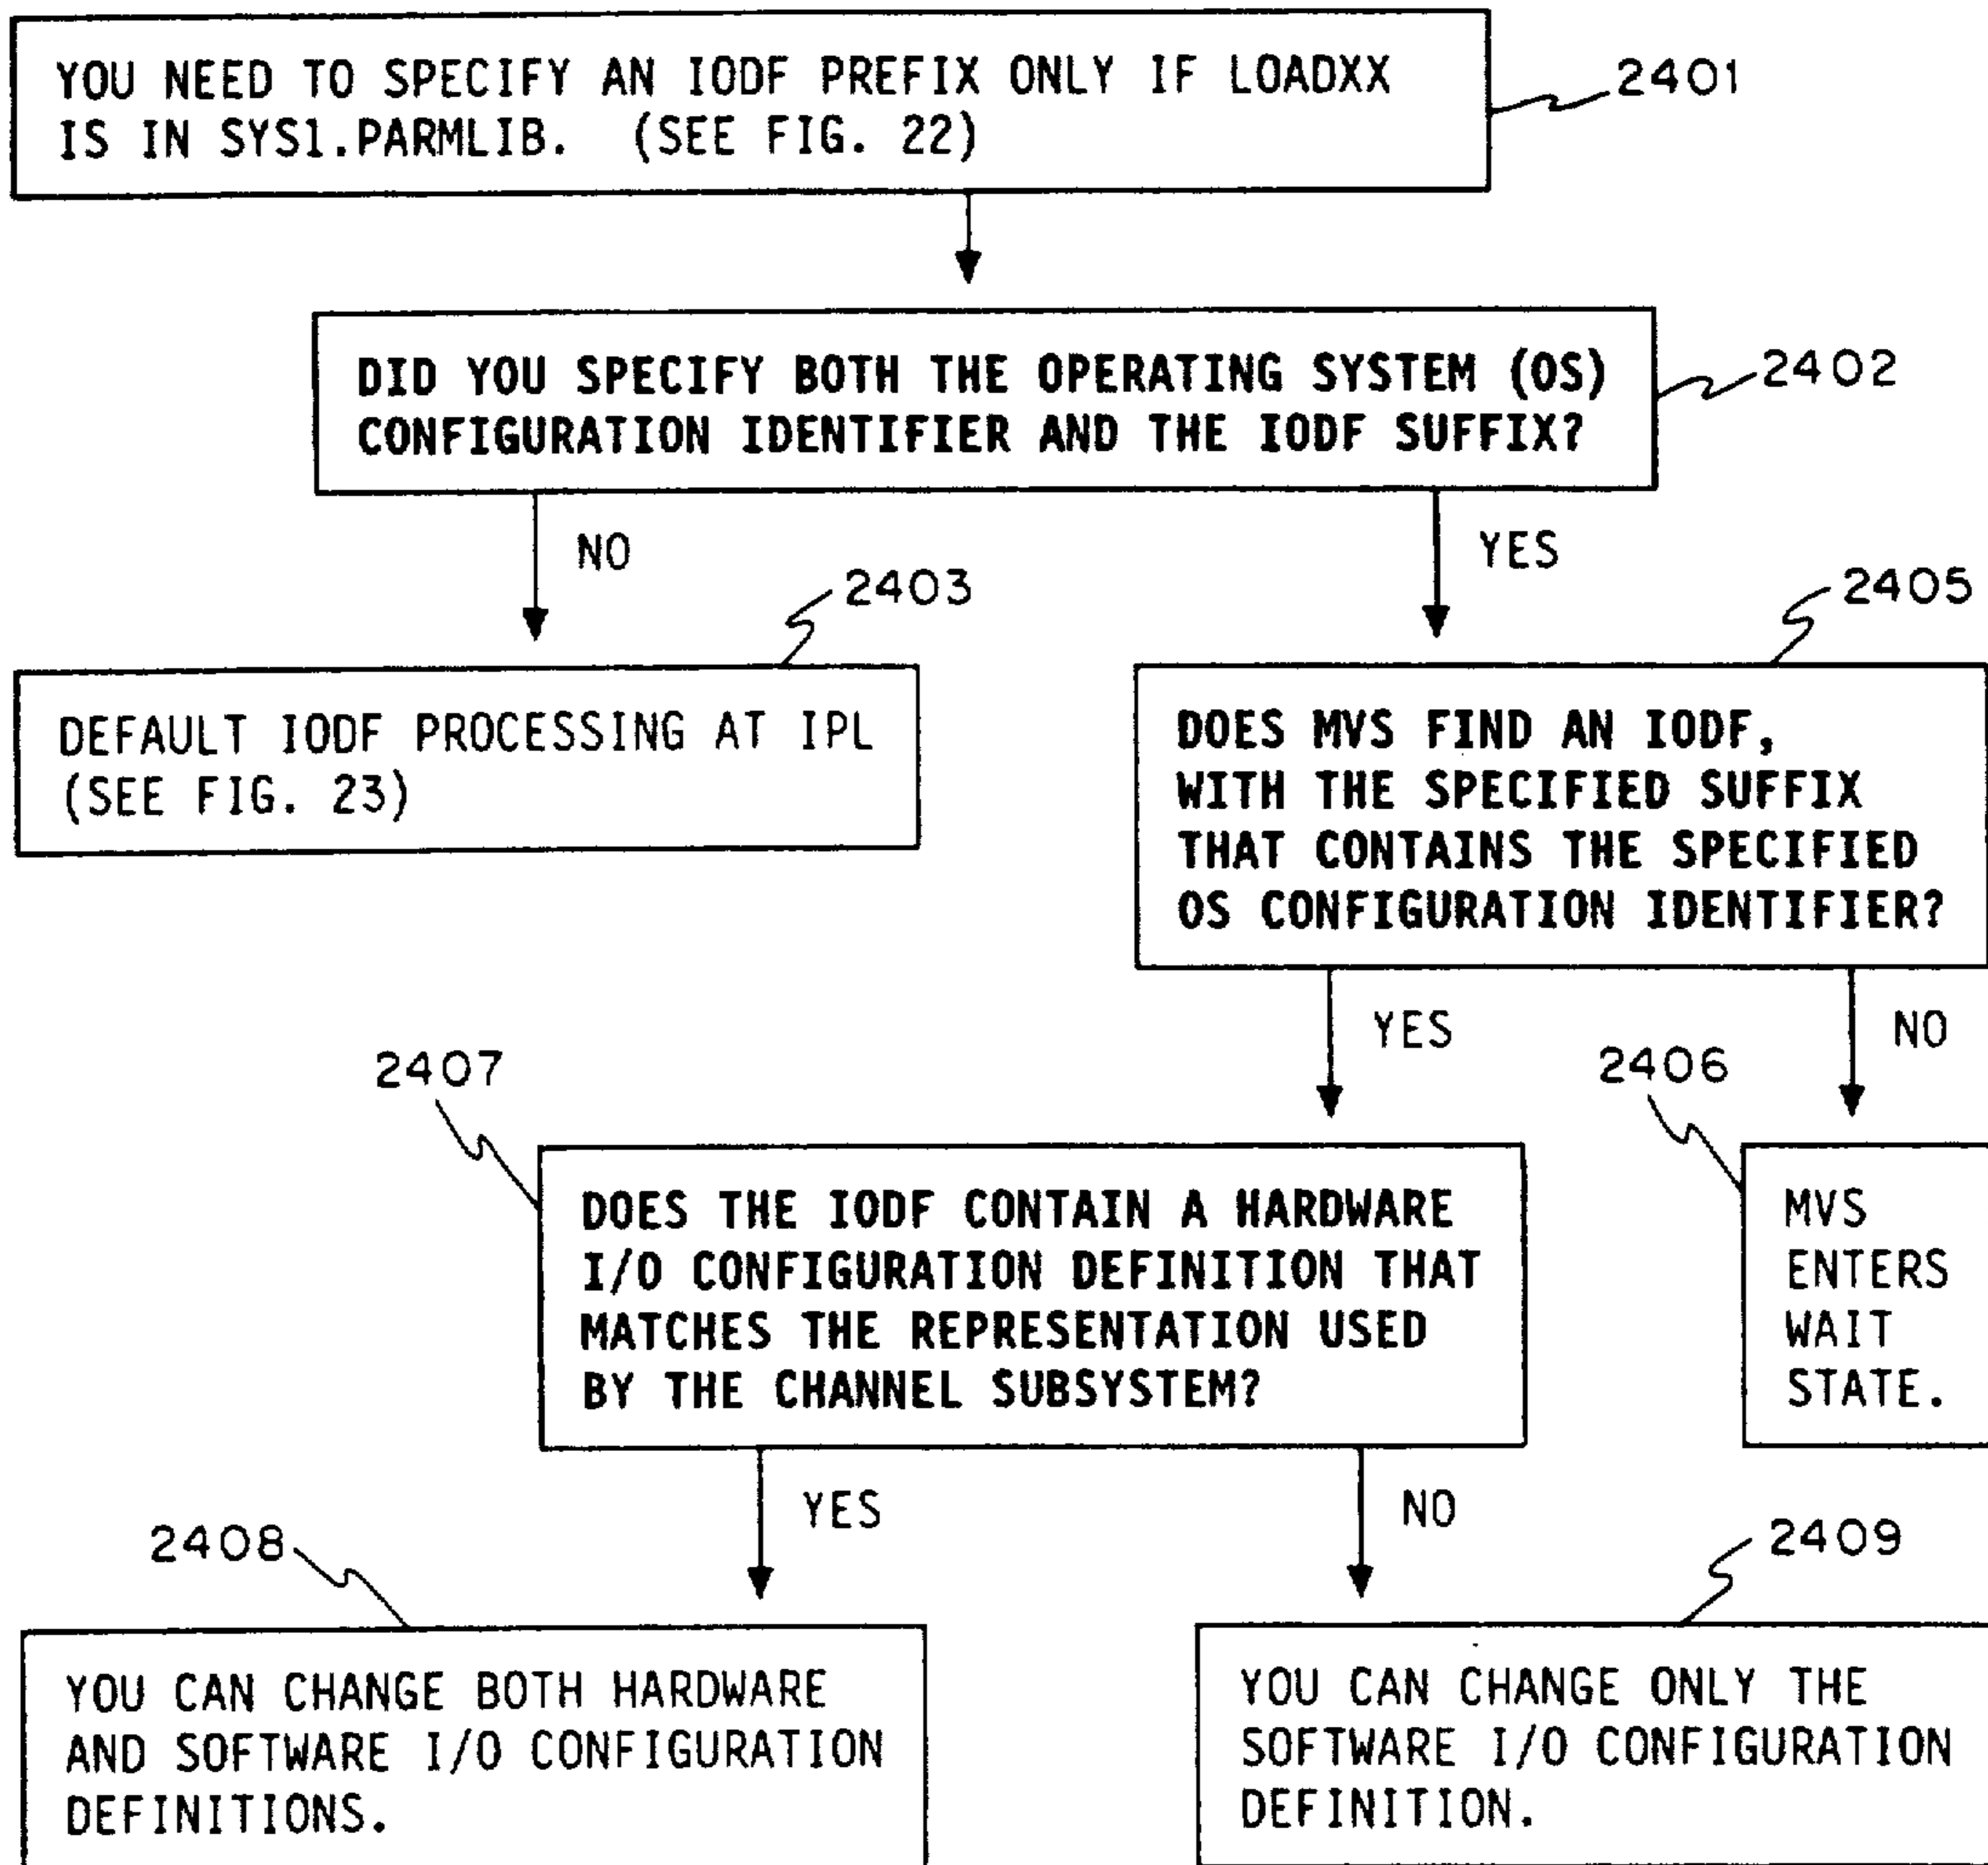 YOU NEED TO SPECIFY AN IODF PREFIX ONLY IF LOADXX
IS IN SYS1.PARMLIB. (SEE FIG. 22)
2401
DID YOU SPECIFY BOTH THE OPERATING SYSTEM (OS)
CONFIGURATION IDENTIFIER AND THE IODF SUFFIX?
2402
NO
YES
2403
2405
DEFAULT IODF PROCESSING AT IPL
(SEE FIG. 23)
DOES MVS FIND AN IODF,
WITH THE SPECIFIED SUFFIX
THAT CONTAINS THE SPECIFIED
OS CONFIGURATION IDENTIFIER?
YES
NO
2407
2406
DOES THE IODF CONTAIN A HARDWARE
I/O CONFIGURATION DEFINITION THAT
MATCHES THE REPRESENTATION USED
BY THE CHANNEL SUBSYSTEM?
MVS
ENTERS
WAIT
STATE.
YES
NO
2408
2409
YOU CAN CHANGE BOTH HARDWARE
AND SOFTWARE I/O CONFIGURATION
DEFINITIONS.
YOU CAN CHANGE ONLY THE
SOFTWARE I/O CONFIGURATION
DEFINITION.